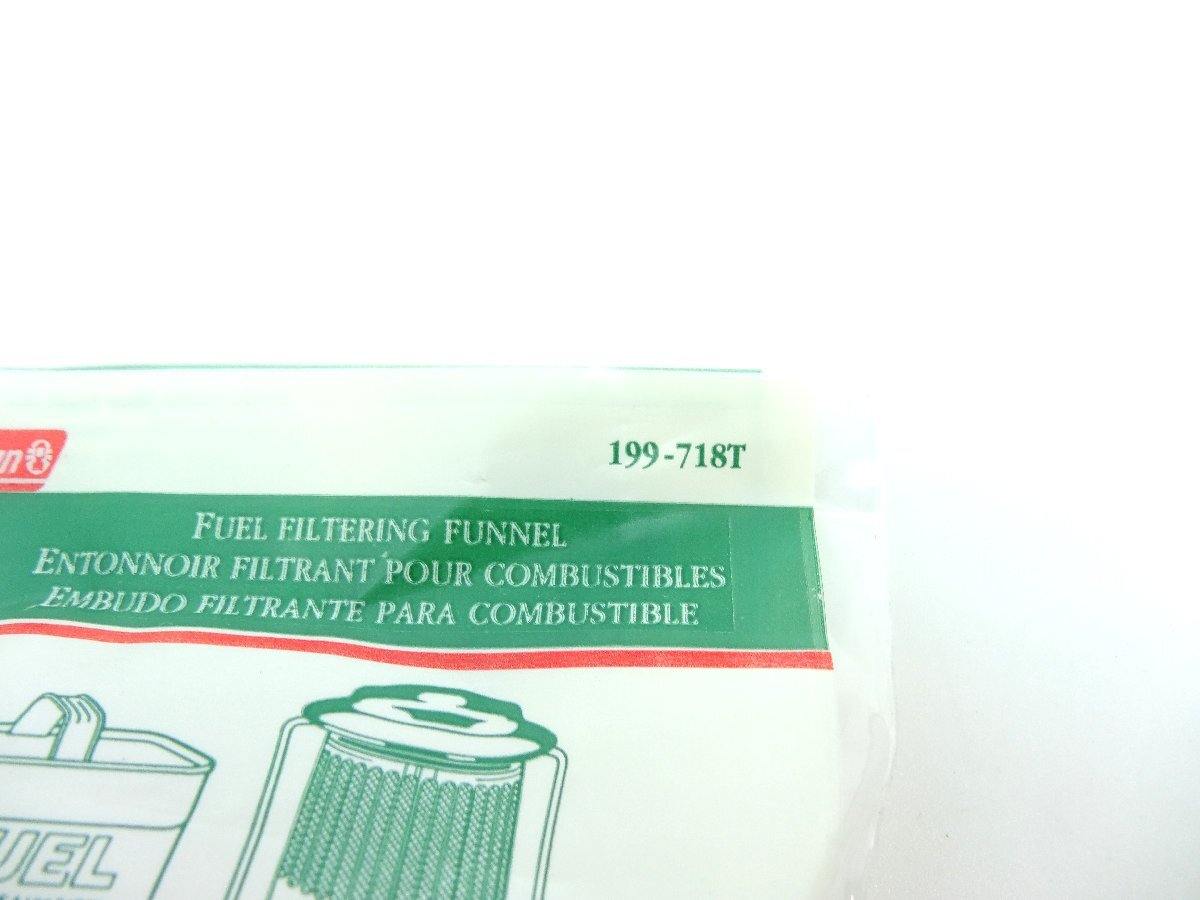 199-718T
FUEL FILTERING FUNNEL
ENTONNOIR FILTRANT POUR COMBUSTIBLES
EMBUDO FILTRANTE PARA COMBUSTIBLE